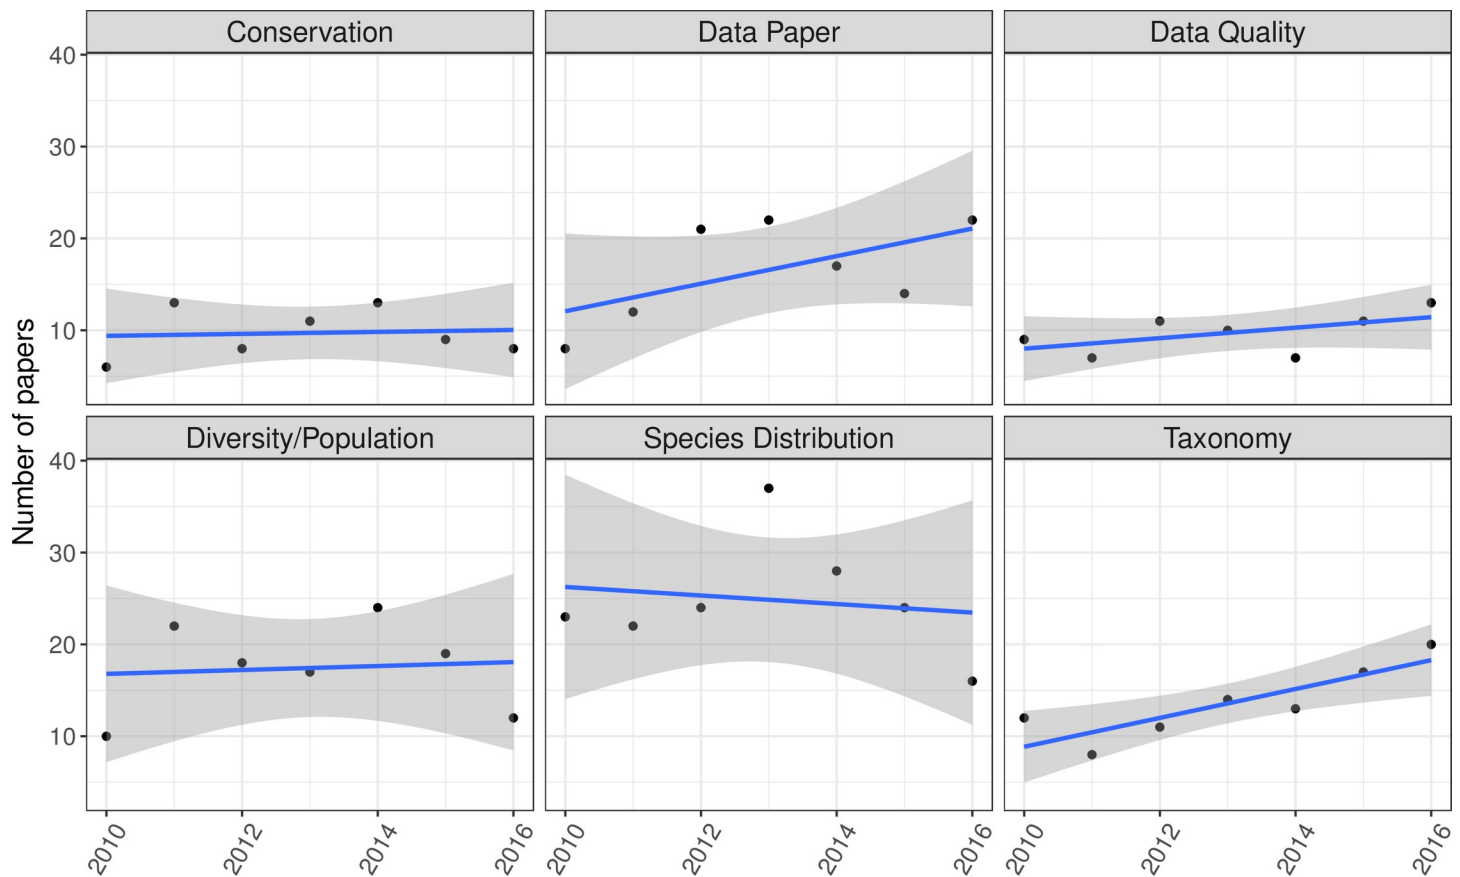 Conservation Data Paper Data Quality
40
30
20
10
Number of papers
Diversity/Population Species Distribution Taxonomy
40
30
20
10
2010 2012 2014 2016 2010 2012 2014 2016 2010 2012 2014 2016